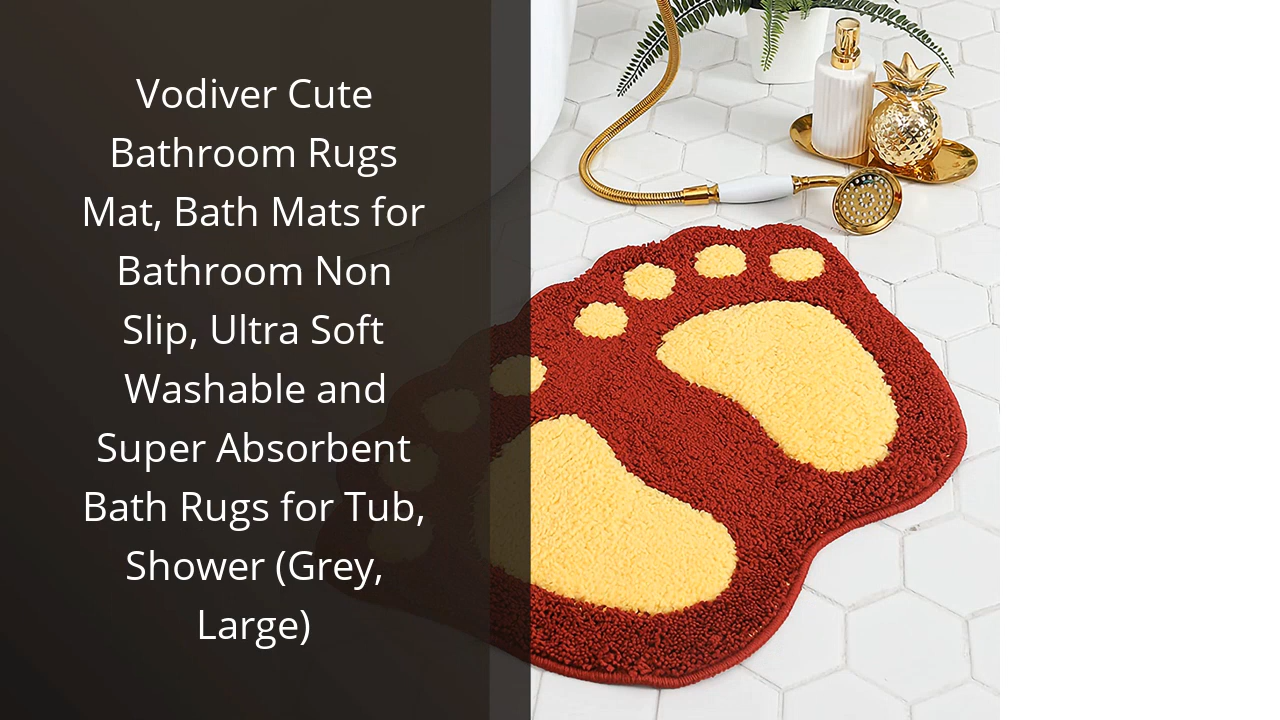 Vodiver Cute
Bathroom Rugs
Mat, Bath Mats for
Bathroom Non
Slip, Ultra Soft
Washable and
Super Absorbent
Bath Rugs for Tub,
Shower (Grey,
Large)